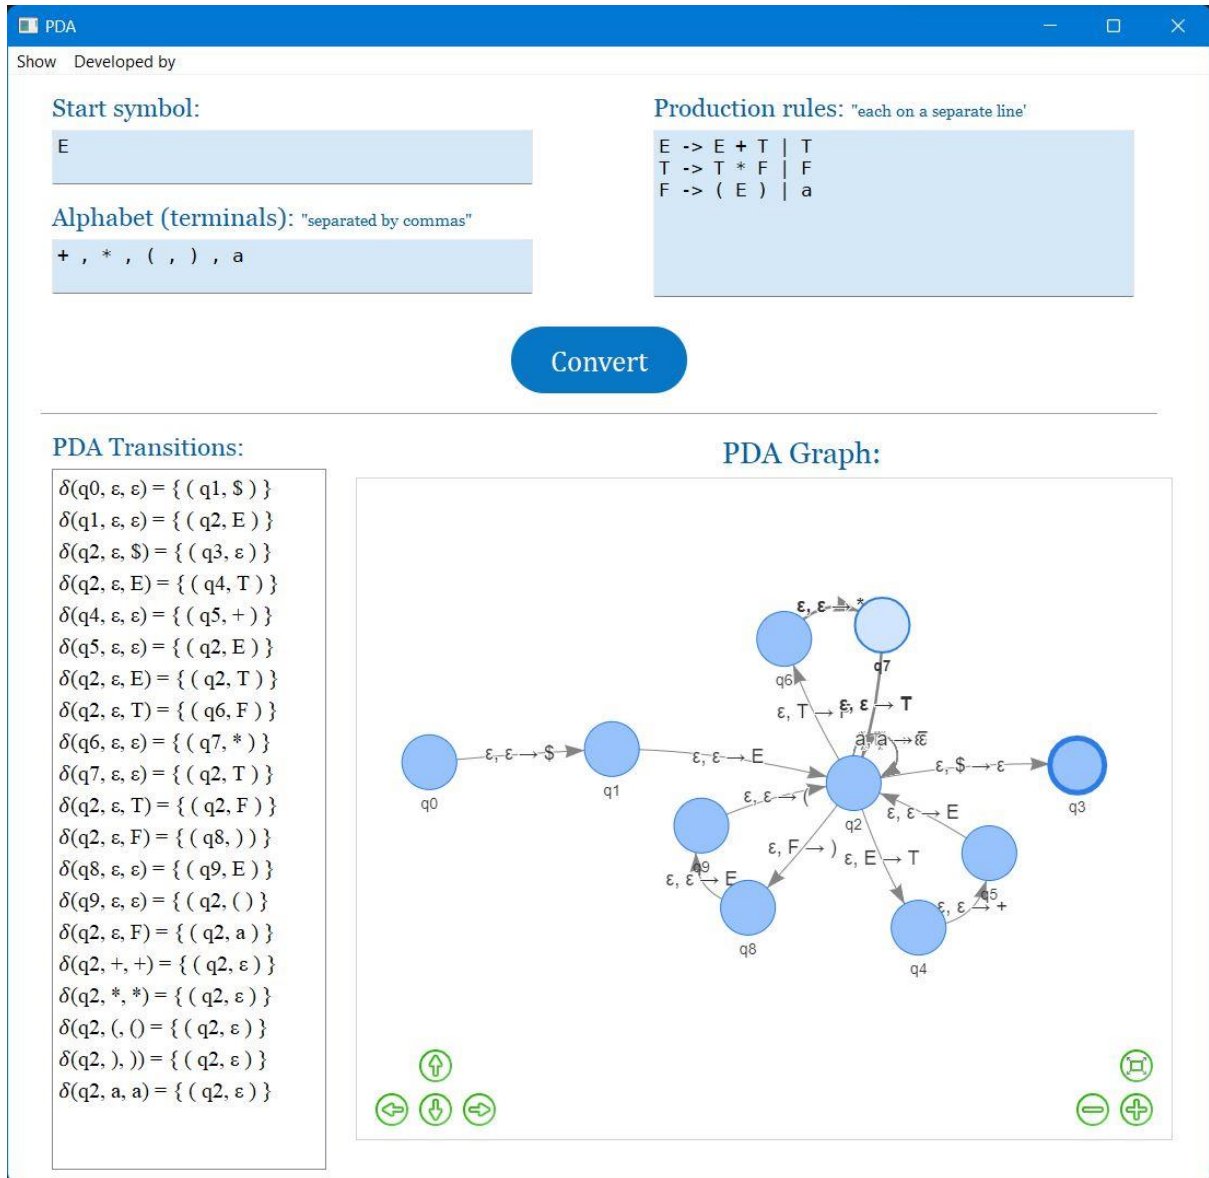 PDA
Show Developed by
Start symbol:
E
Alphabet (terminals): "separated by commas"
+ , * , ( , ) , a
Production rules: "each on a separate line'
E -> E + T | T
T -> T * F | F
F -> ( E ) | a
Convert
PDA Transitions:
δ(q0, ε, ε) = { ( q1, $ ) }
δ(q1, ε, ε) = { ( q2, E ) }
δ(q2, ε, $) = { ( q3, ε ) }
δ(q2, ε, E) = { ( q4, T ) }
δ(q4, ε, ε) = { ( q5, + ) }
δ(q5, ε, ε) = { ( q2, E ) }
δ(q2, ε, E) = { ( q2, T ) }
δ(q2, ε, T) = { ( q6, F ) }
δ(q6, ε, ε) = { ( q7, * ) }
δ(q7, ε, ε) = { ( q2, T ) }
δ(q2, ε, T) = { ( q2, F ) }
δ(q2, ε, F) = { ( q8, ) ) }
δ(q8, ε, ε) = { ( q9, E ) }
δ(q9, ε, ε) = { ( q2, ( ) }
δ(q2, ε, F) = { ( q2, a ) }
δ(q2, +, +) = { ( q2, ε ) }
δ(q2, *, *) = { ( q2, ε ) }
δ(q2, (, () = { ( q2, ε ) }
δ(q2, ), )) = { ( q2, ε ) }
δ(q2, a, a) = { ( q2, ε ) }
PDA Graph:
ε, ε → *
q6
q7
ε, T →
ε, ε → T
ε, ε → $
q0
q1
ε, ε → E
ε, $ → ε
q3
ε, ε → (
q2
ε, ε → E
ε, F → )
ε, E → T
q9
ε, ε → E
q5
ε, ε → +
q8
q4